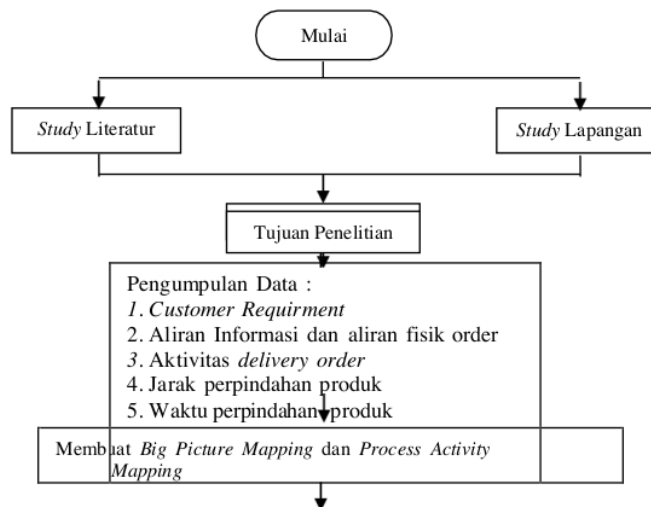 Mulai
Study Literatur
Study Lapangan
Tujuan Penelitian
Pengumpulan Data :
1. Customer Requirment
2. Aliran Informasi dan aliran fisik order
3. Aktivitas delivery order
4. Jarak perpindahan produk
5. Waktu perpindahan produk
Membuat Big Picture Mapping dan Process Activity
Mapping